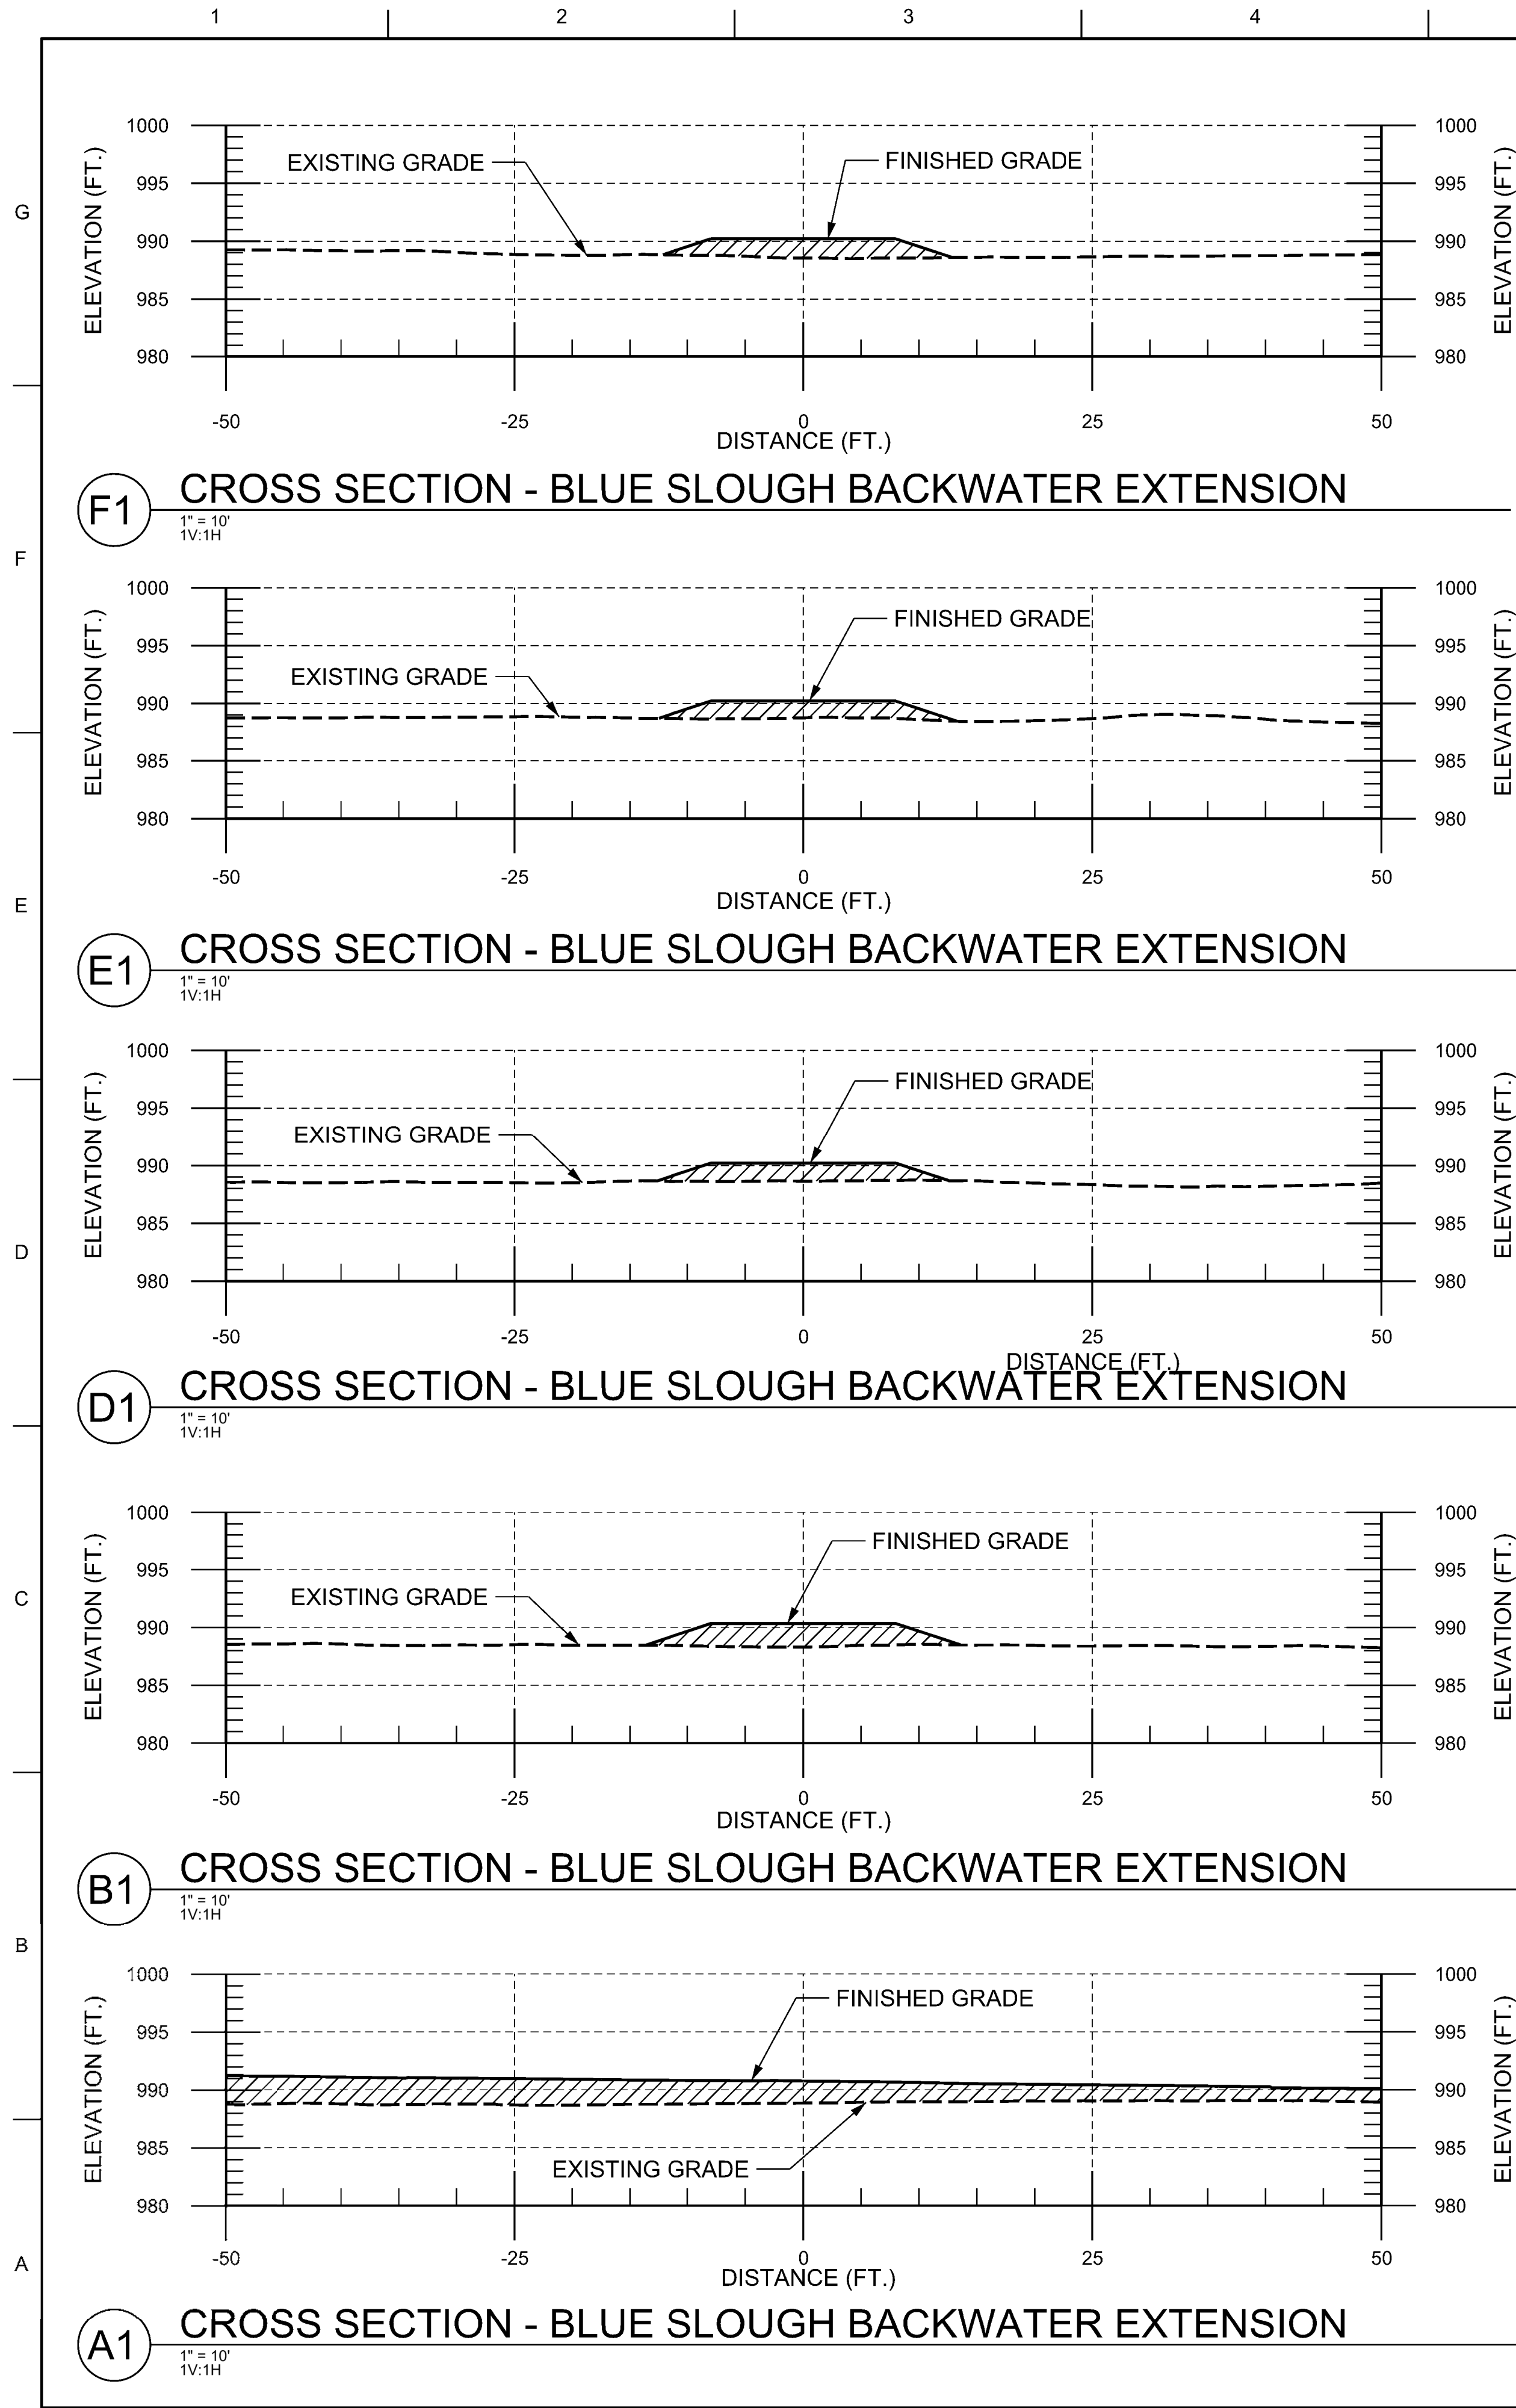 1 2 3 4
G
F
E
D
C
B
A
1000 1000
EXISTING GRADE FINISHED GRADE
995 995
ELEVATION (FT.) ELEVATION (FT.)
990 990
985 985
980 980
-50 -25 0 25 50
DISTANCE (FT.)
F1 CROSS SECTION - BLUE SLOUGH BACKWATER EXTENSION
1" = 10'
1V:1H
1000 1000
FINISHED GRADE
995 995
EXISTING GRADE
ELEVATION (FT.) ELEVATION (FT.)
990 990
985 985
980 980
-50 -25 0 25 50
DISTANCE (FT.)
E1 CROSS SECTION - BLUE SLOUGH BACKWATER EXTENSION
1" = 10'
1V:1H
1000 1000
FINISHED GRADE
995 995
EXISTING GRADE
ELEVATION (FT.) ELEVATION (FT.)
990 990
985 985
980 980
-50 -25 0 25 50
DISTANCE (FT.)
D1 CROSS SECTION - BLUE SLOUGH BACKWATER EXTENSION
1" = 10'
1V:1H
1000 1000
FINISHED GRADE
995 995
EXISTING GRADE
ELEVATION (FT.) ELEVATION (FT.)
990 990
985 985
980 980
-50 -25 0 25 50
DISTANCE (FT.)
B1 CROSS SECTION - BLUE SLOUGH BACKWATER EXTENSION
1" = 10'
1V:1H
1000 1000
FINISHED GRADE
995 995
ELEVATION (FT.) ELEVATION (FT.)
990 990
985 985
EXISTING GRADE
980 980
-50 -25 0 25 50
DISTANCE (FT.)
A1 CROSS SECTION - BLUE SLOUGH BACKWATER EXTENSION
1" = 10'
1V:1H